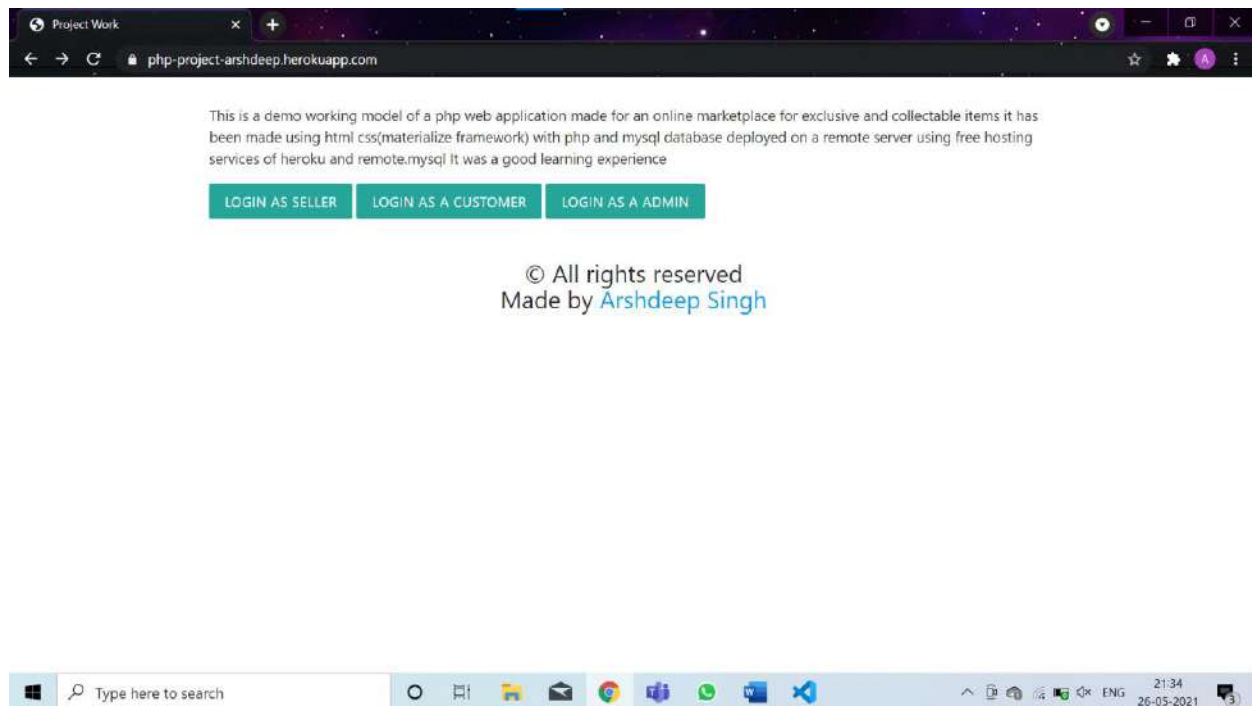 Project Work
php-project-arshdeep.herokuapp.com
A
This is a demo working model of a php web application made for an online marketplace for exclusive and collectable items it has
been made using html css(materialize framework) with php and mysql database deployed on a remote server using free hosting
services of heroku and remote.mysql It was a good learning experience
LOGIN AS SELLER LOGIN AS A CUSTOMER LOGIN AS A ADMIN
© All rights reserved
Made by Arshdeep Singh
Type here to search
ENG
21:34
26-05-2021
3